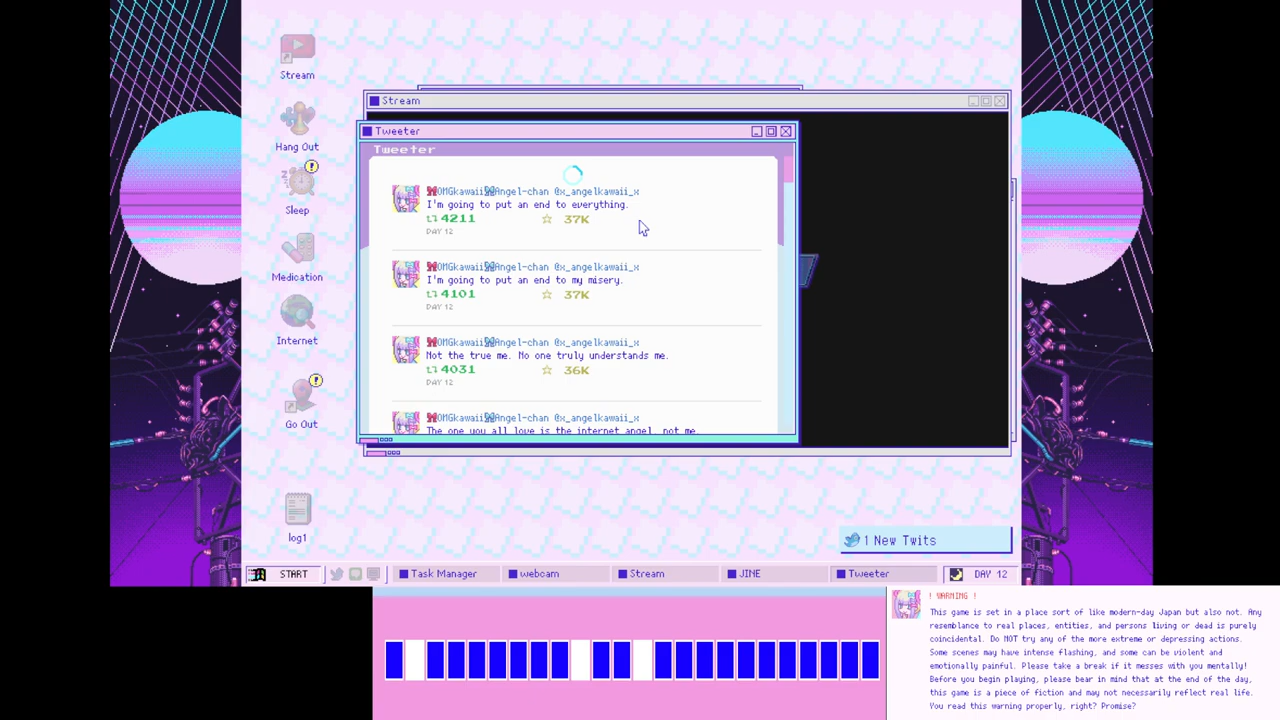 Stream
Hang Out
Sleep
Medication
Internet
Go Out
log1
Stream
Tweeter
Tweeter
OMGkawaii Angel-chan @x_angelkawaii_x
I'm going to put an end to everything.
4211 37K
DAY 12
OMGkawaii Angel-chan @x_angelkawaii_x
I'm going to put an end to my misery.
4101 37K
DAY 12
OMGkawaii Angel-chan @x_angelkawaii_x
Not the true me. No one truly understands me.
4031 36K
DAY 12
OMGkawaii Angel-chan @x_angelkawaii_x
The one you all love is the internet angel, not me.
1 New Twits
START Task Manager webcam Stream JINE Tweeter DAY 12
! WARNING !
This game is set in a place sort of like modern-day Japan but also not. Any
resemblance to real places, entities, and persons living or dead is purely
coincidental. Do NOT try any of the more extreme or depressing actions.
Some scenes may have intense flashing, and some can be violent and
emotionally painful. Please take a break if it messes with you mentally!
Before you begin playing, please bear in mind that at the end of the day,
this game is a piece of fiction and may not necessarily reflect real life.
You read this warning properly, right? Promise?